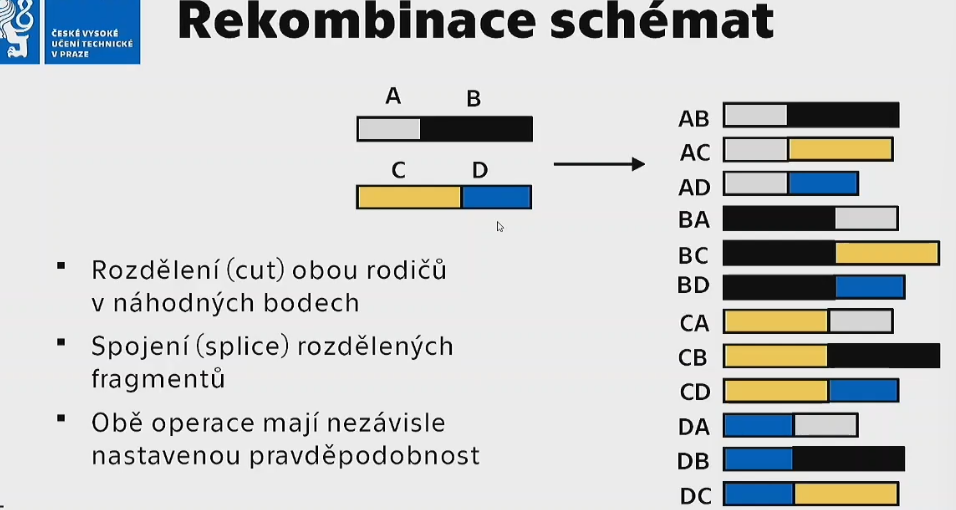 ČESKÉ VYSOKÉ
UČENÍ TECHNICKÉ
V PRAZE
Rekombinace schémat
A B
C D
▪ Rozdělení (cut) obou rodičů
v náhodných bodech
▪ Spojení (splice) rozdělených
fragmentů
▪ Obě operace mají nezávisle
nastavenou pravděpodobnost
AB
AC
AD
BA
BC
BD
CA
CB
CD
DA
DB
DC